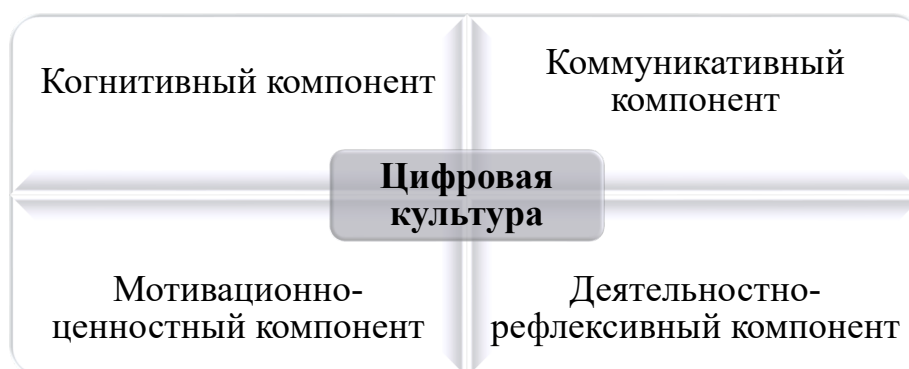 Когнитивный компонент
Коммуникативный
компонент
Цифровая
культура
Мотивационно-
ценностный компонент
Деятельностно-
рефлексивный компонент